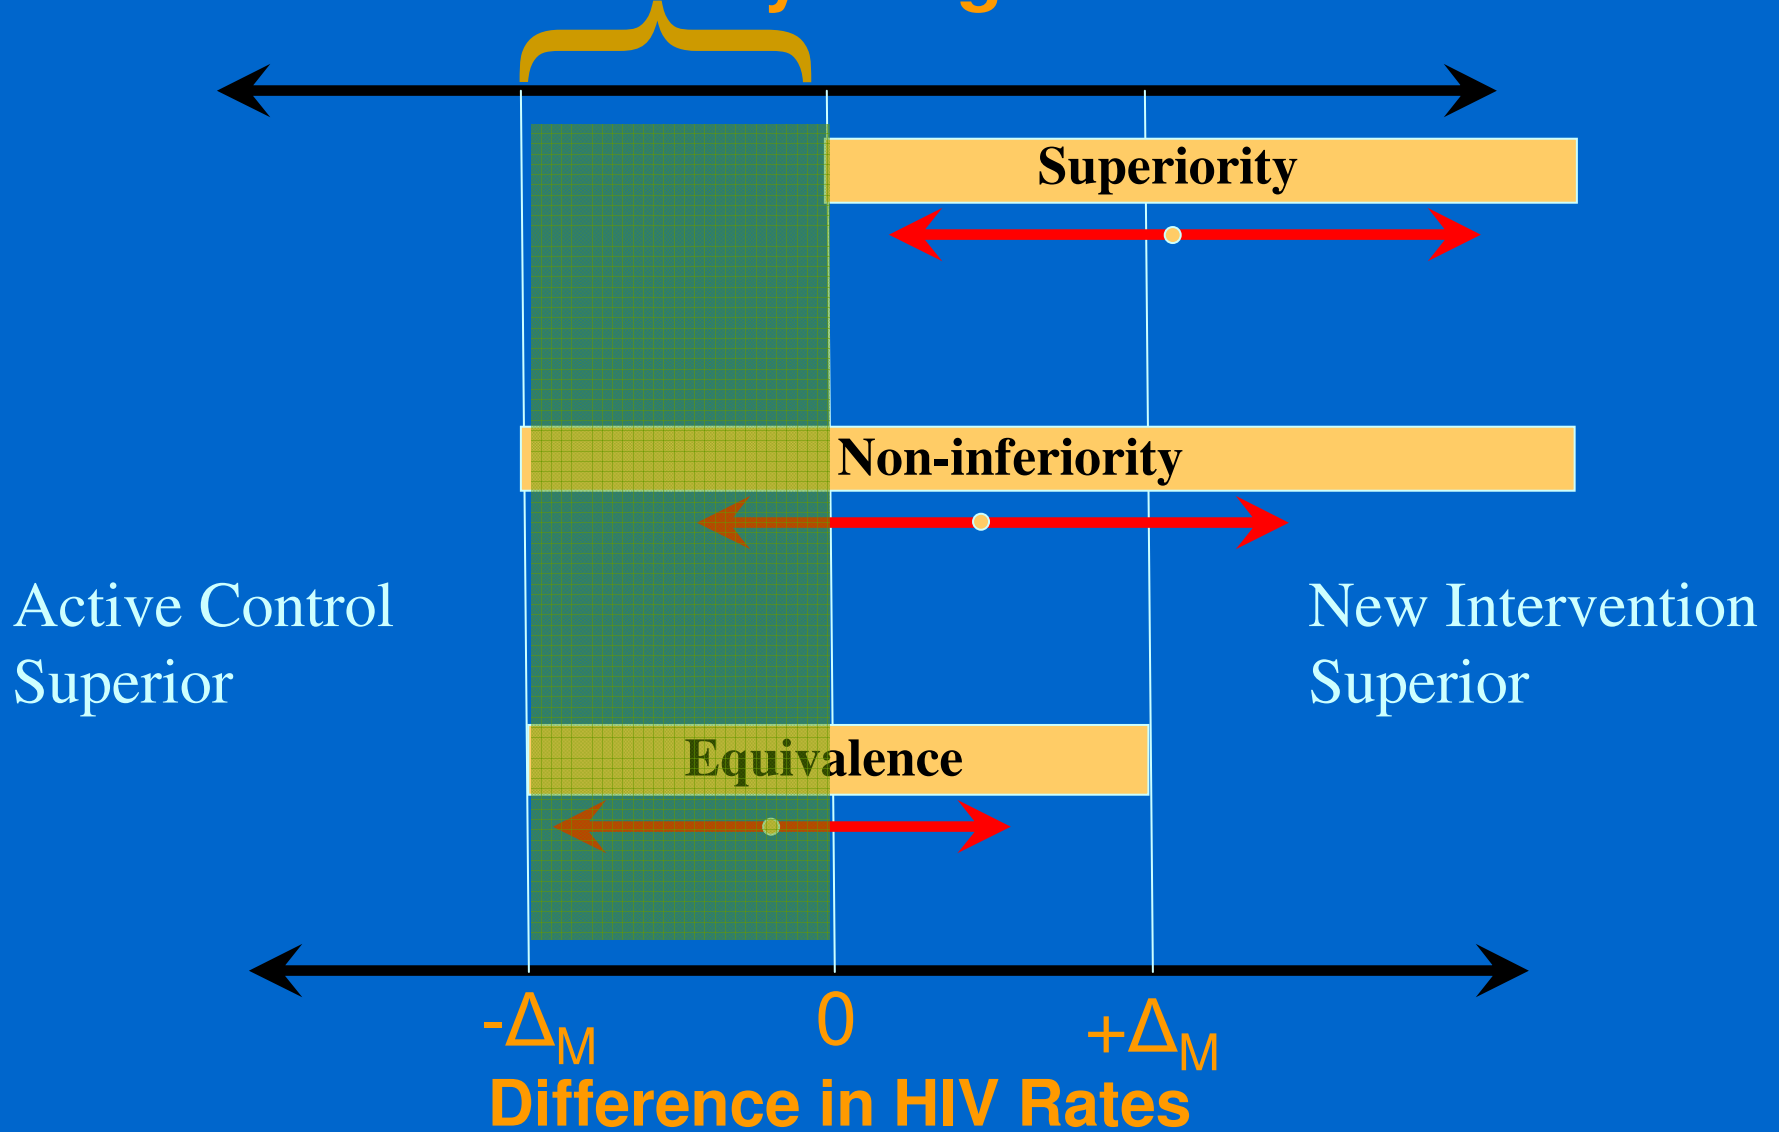 Superiority
Non-inferiority
Active Control
Superior
New Intervention
Superior
Equivalence
-ΔM
0
+ΔM
Difference in HIV Rates